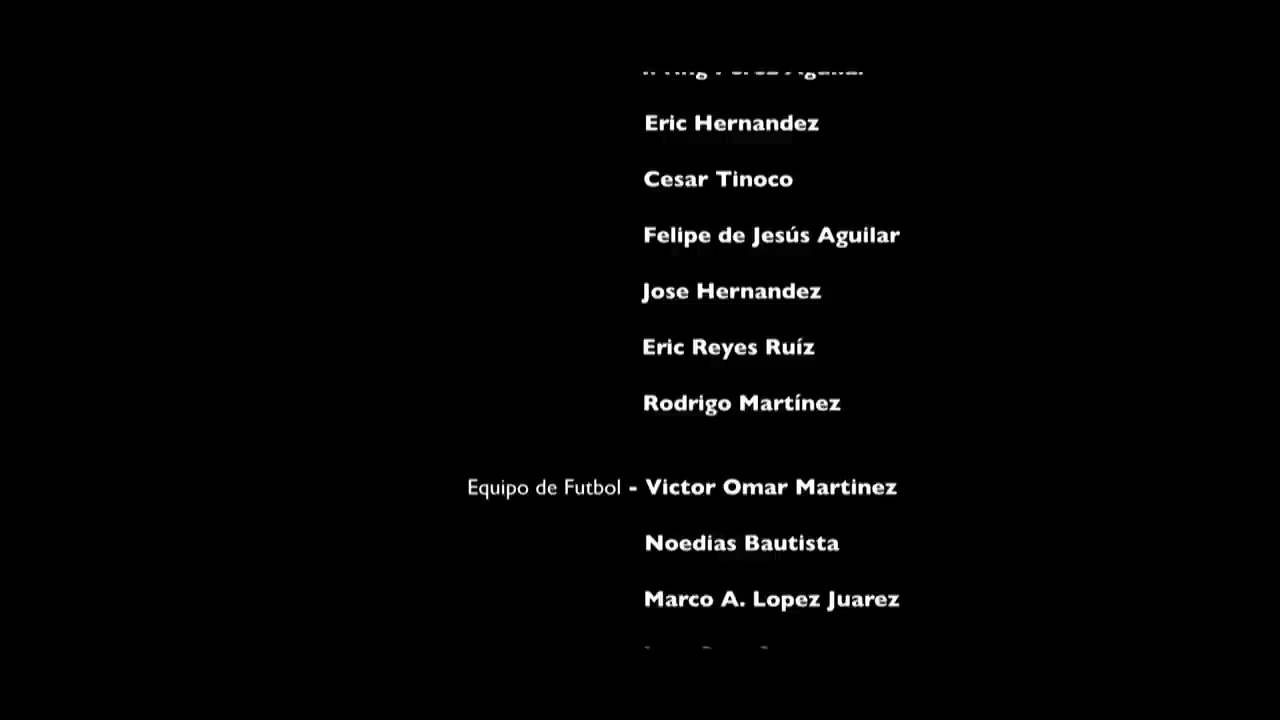 Eric Hernandez
Cesar Tinoco
Felipe de Jesús Aguilar
Jose Hernandez
Eric Reyes Ruíz
Rodrigo Martínez
Equipo de Futbol - Victor Omar Martinez
Noedias Bautista
Marco A. Lopez Juarez